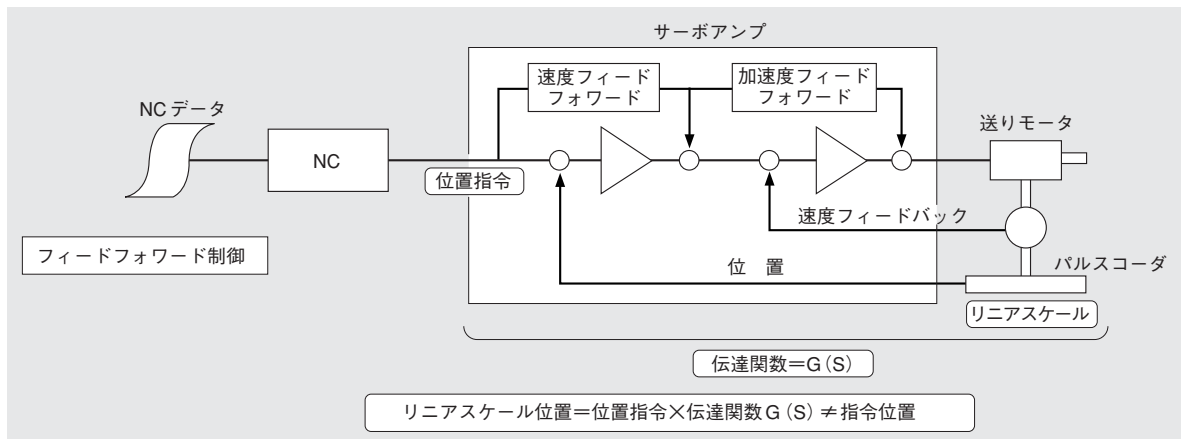 サーボアンプ
速度フィード
フォワード
加速度フィード
フォワード
NCデータ
送りモータ
NC
位置指令
速度フィードバック
フィードフォワード制御
位　置
パルスコーダ
リニアスケール
伝達関数＝G(S)
リニアスケール位置＝位置指令×伝達関数G(S)≠指令位置